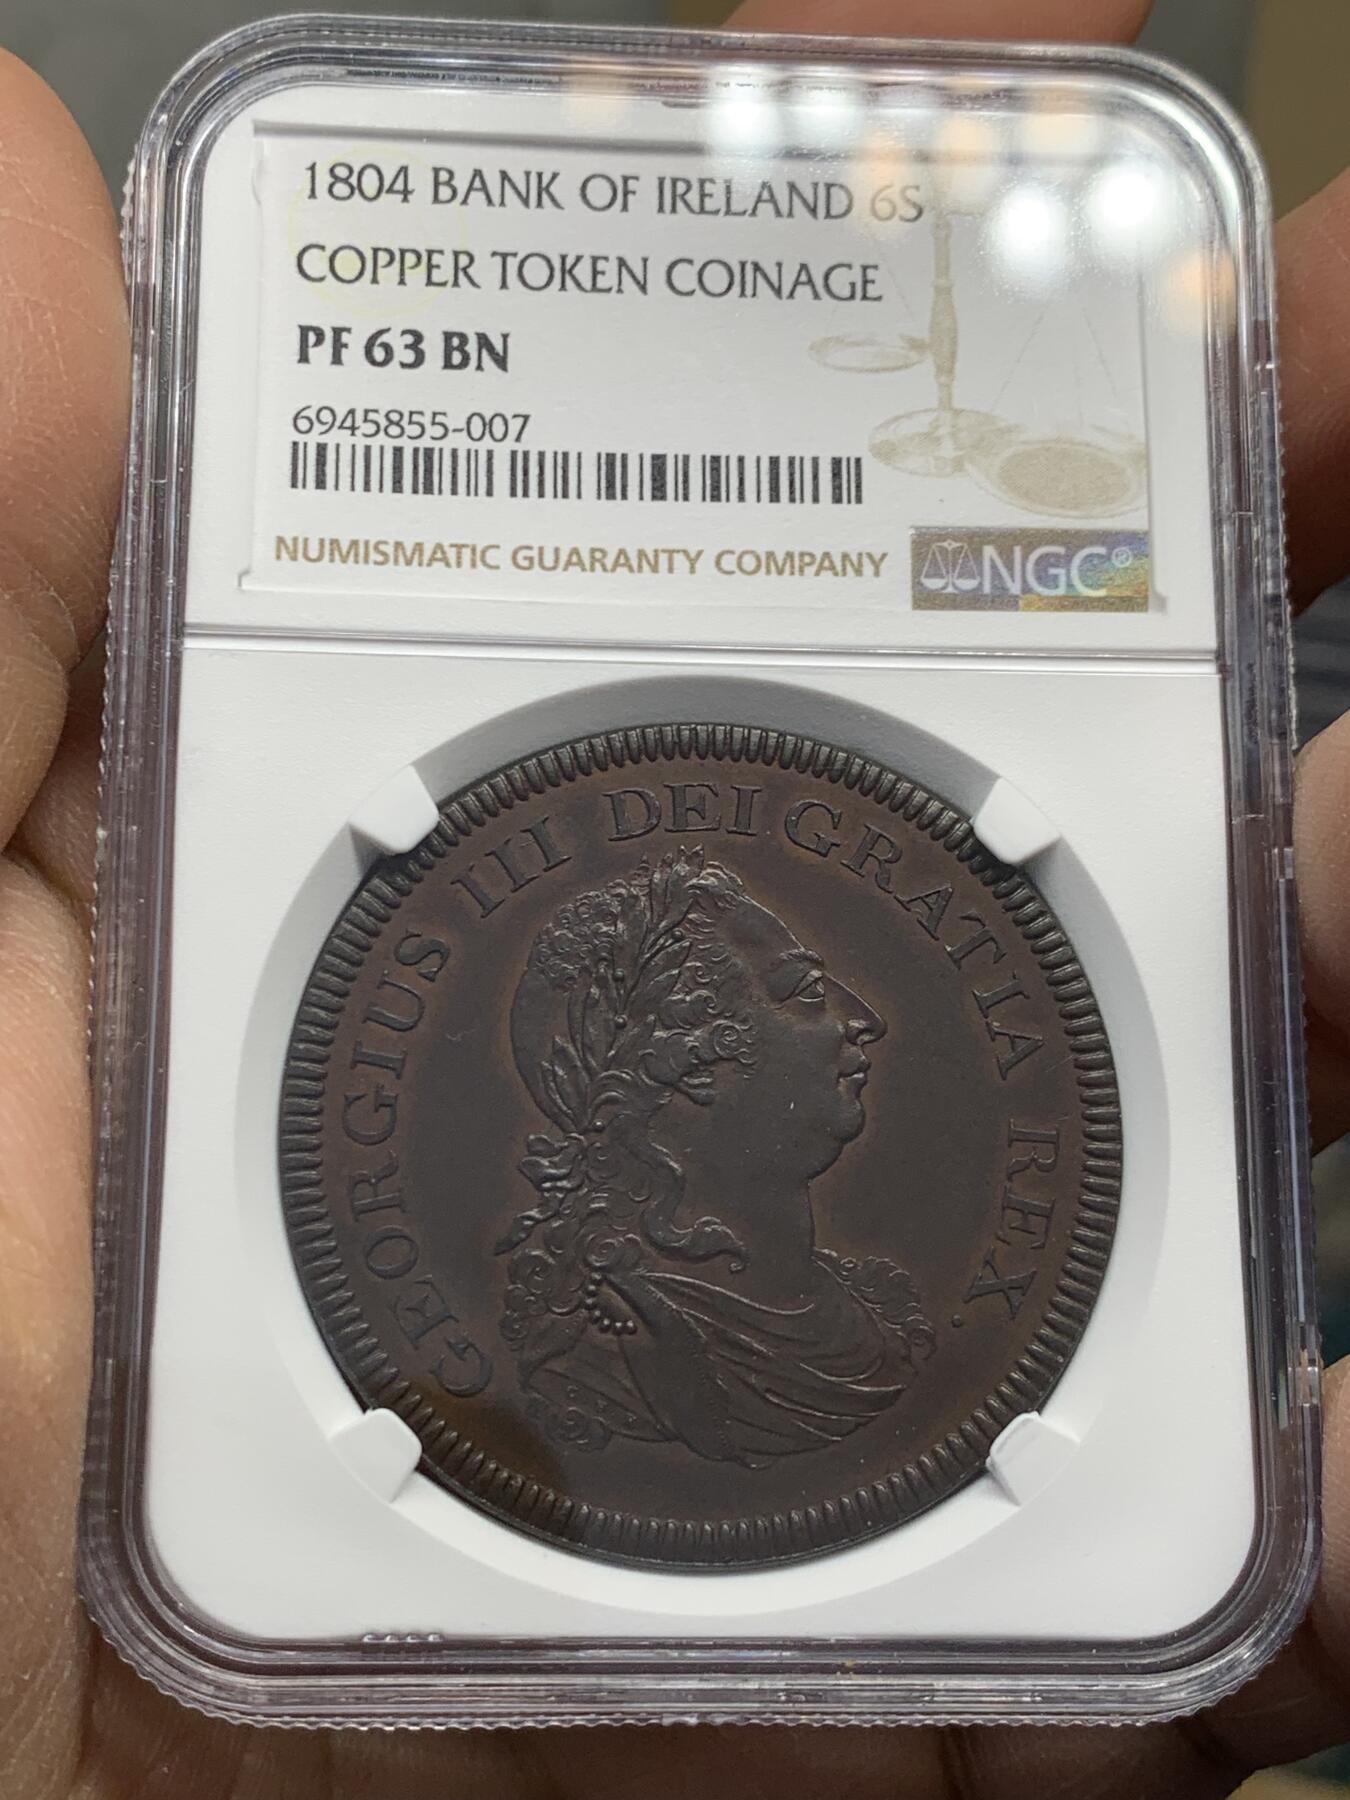 1804 BANK OF IRELAND 6S
COPPER TOKEN COINAGE
PF 63 BN
6945855-007
NUMISMATIC GUARANTY COMPANY
NGC®
GEORGIUS III DEI GRATIA REX.